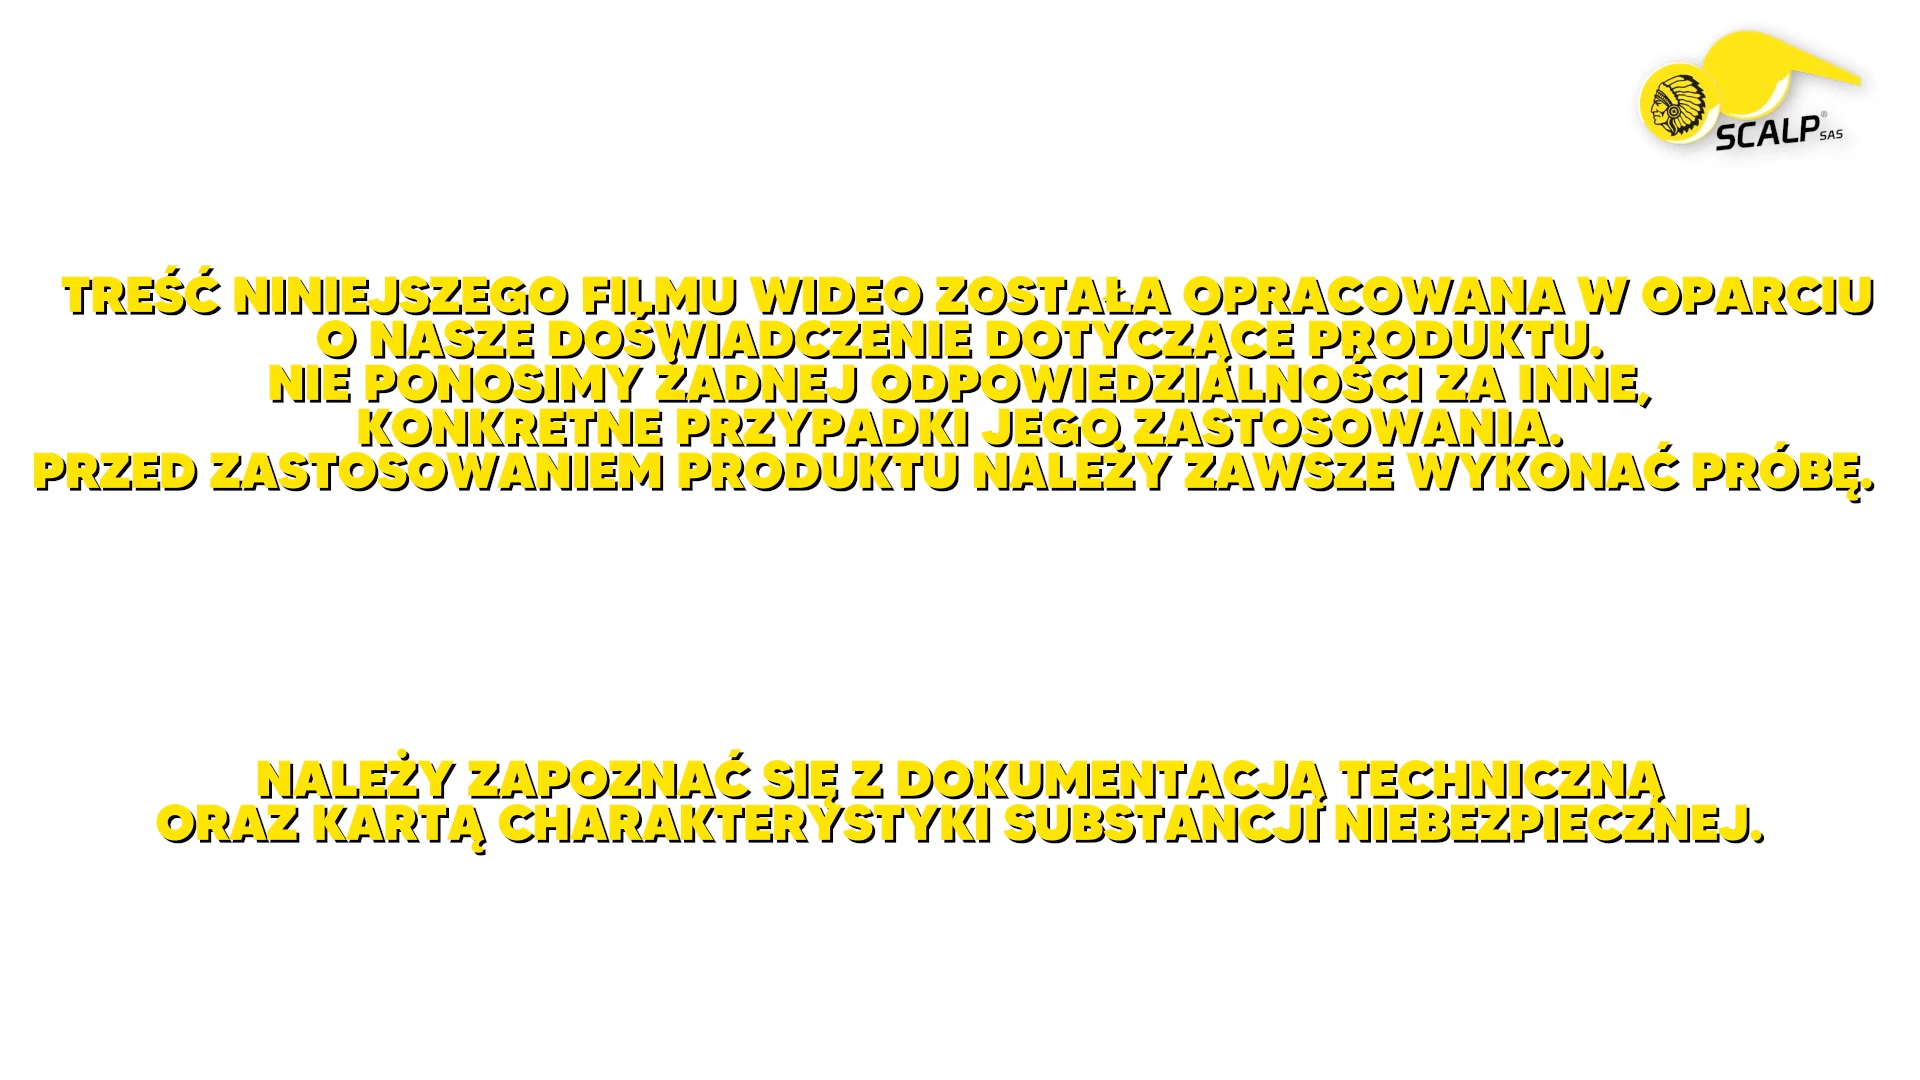 SCALP® SAS
TREŚĆ NINIEJSZEGO FILMU WIDEO ZOSTAŁA OPRACOWANA W OPARCIU
O NASZE DOŚWIADCZENIE DOTYCZĄCE PRODUKTU.
NIE PONOSIMY ŻADNEJ ODPOWIEDZIALNOŚCI ZA INNE,
KONKRETNE PRZYPADKI JEGO ZASTOSOWANIA.
PRZED ZASTOSOWANIEM PRODUKTU NALEŻY ZAWSZE WYKONAĆ PRÓBĘ.
NALEŻY ZAPOZNAĆ SIĘ Z DOKUMENTACJĄ TECHNICZNĄ
ORAZ KARTĄ CHARAKTERYSTYKI SUBSTANCJI NIEBEZPIECZNEJ.